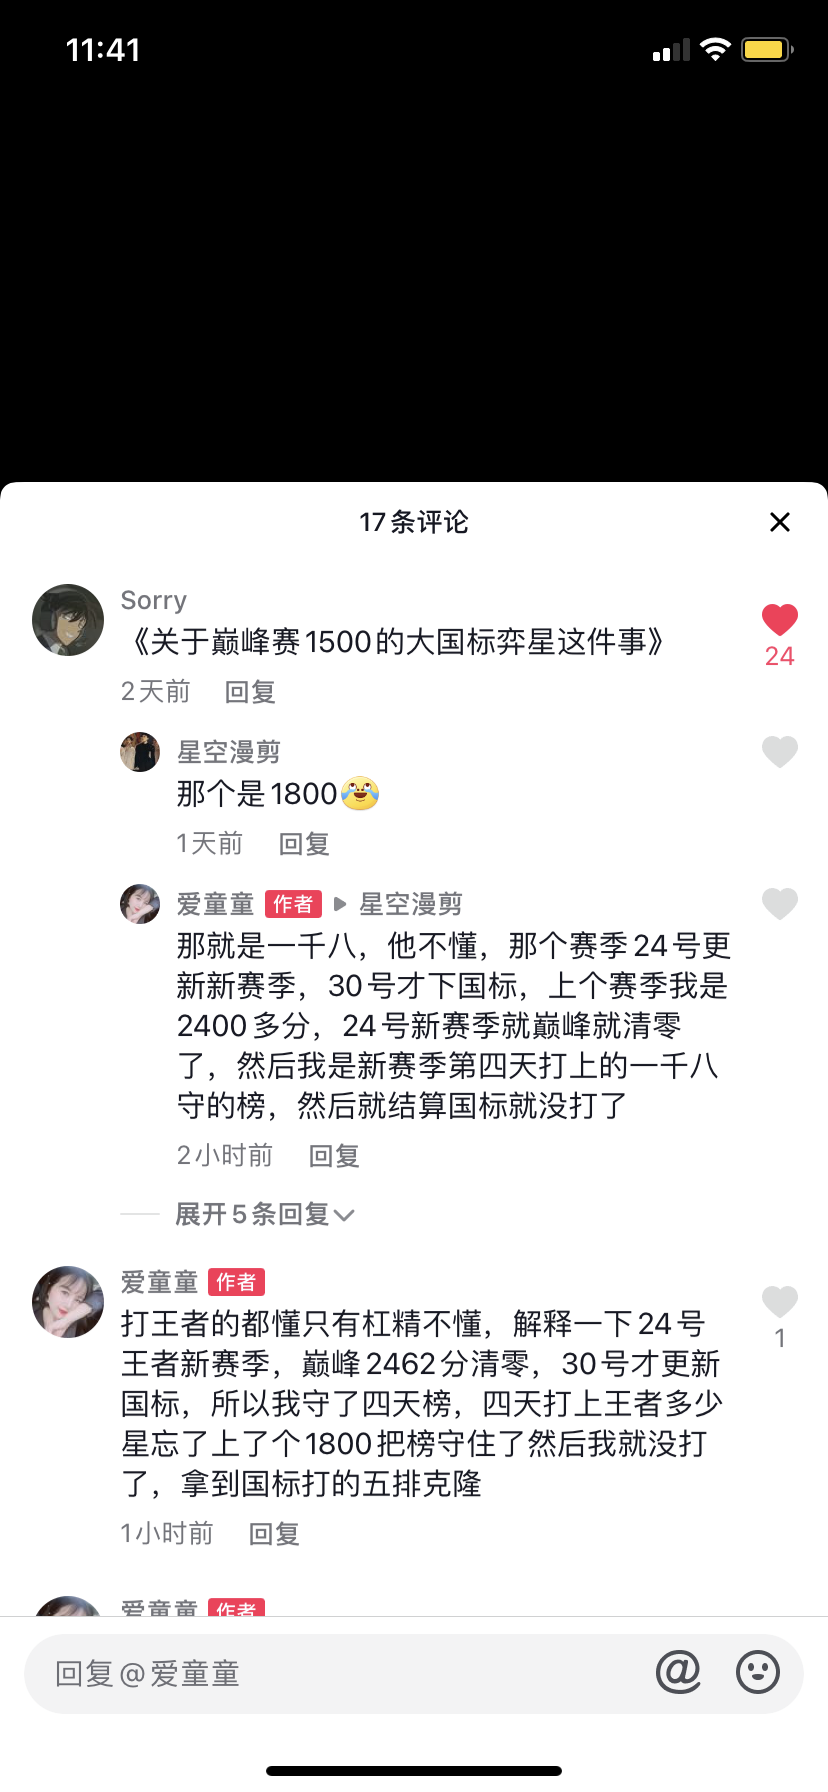 11:41
17条评论
Sorry
《关于巅峰赛1500的大国标弈星这件事》
2天前 回复
24
星空漫剪
那个是1800
1天前 回复
爱童童 作者 星空漫剪
那就是一千八，他不懂，那个赛季24号更
新新赛季，30号才下国标，上个赛季我是
2400多分，24号新赛季就巅峰就清零
了，然后我是新赛季第四天打上的一千八
守的榜，然后就结算国标就没打了
2小时前 回复
展开5条回复
爱童童 作者
打王者的都懂只有杠精不懂，解释一下24号
王者新赛季，巅峰2462分清零，30号才更新
国标，所以我守了四天榜，四天打上王者多少
星忘了上了个1800把榜守住了然后我就没打
了，拿到国标打的五排克隆
1
1小时前 回复
爱童童 作者
回复@爱童童